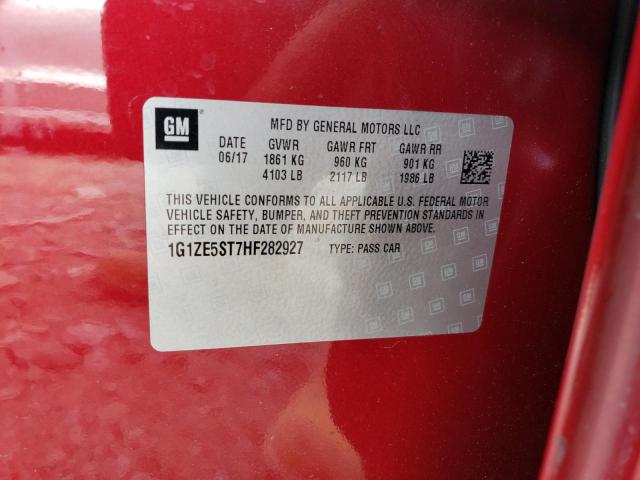 GM
MFD BY GENERAL MOTORS LLC
DATE GVWR GAWR FRT GAWR RR
06/17 1861 KG 960 KG 901 KG
4103 LB 2117 LB 1986 LB
THIS VEHICLE CONFORMS TO ALL APPLICABLE U.S. FEDERAL MOTOR
VEHICLE SAFETY, BUMPER, AND THEFT PREVENTION STANDARDS IN
EFFECT ON THE DATE OF MANUFACTURE SHOWN ABOVE.
1G1ZE5ST7HF282927 TYPE: PASS CAR